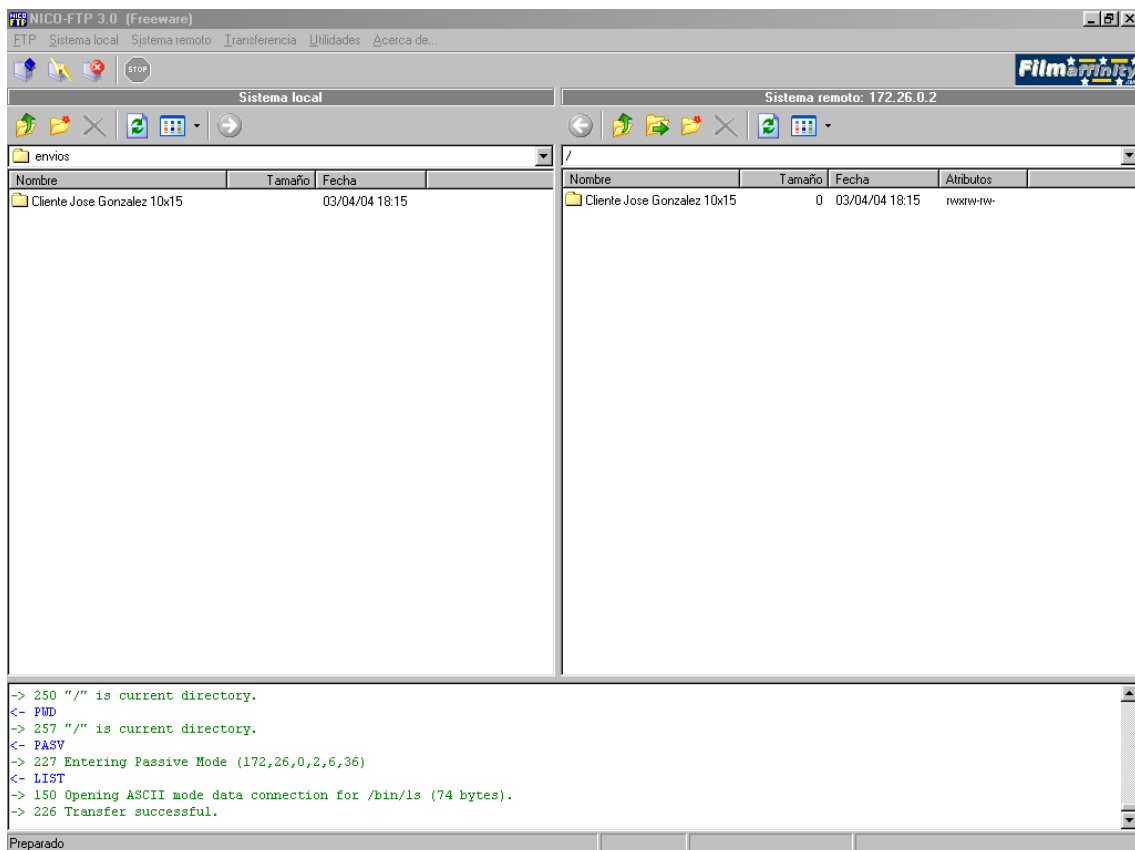 NICO FTP NICO-FTP 3.0 (Freeware)
FTP Sistema local Sistema remoto Transferencia Utilidades Acerca de...
STOP
Filmaffinity.com
Sistema local
Sistema remoto: 172.26.0.2
envios
/
Nombre Tamaño Fecha
Nombre Tamaño Fecha Atributos
Cliente Jose Gonzalez 10x15 03/04/04 18:15
Cliente Jose Gonzalez 10x15 0 03/04/04 18:15 rwxrw-rw-
-> 250 "/" is current directory.
<- PWD
-> 257 "/" is current directory.
<- PASV
-> 227 Entering Passive Mode (172,26,0,2,6,36)
<- LIST
-> 150 Opening ASCII mode data connection for /bin/ls (74 bytes).
-> 226 Transfer successful.
Preparado